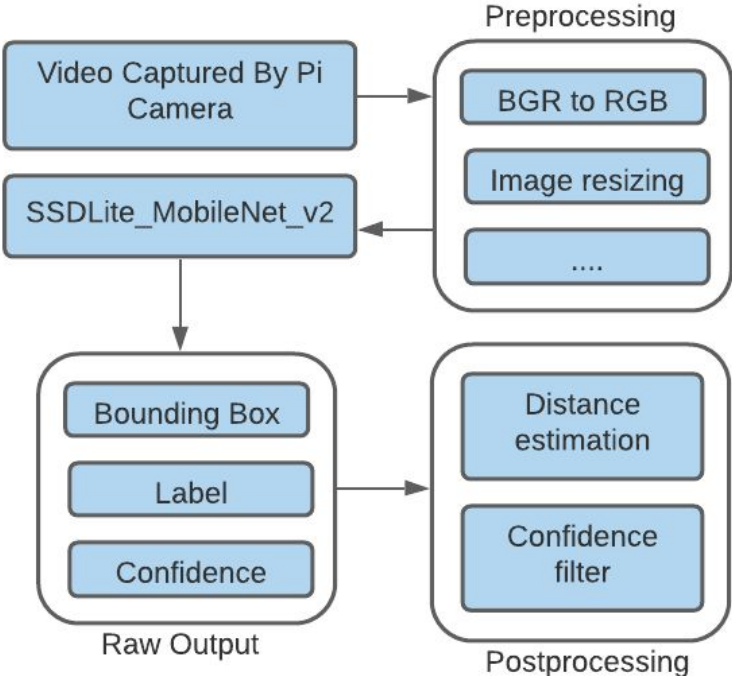 Preprocessing
Video Captured By Pi
Camera
BGR to RGB
Image resizing
....
SSDLite_MobileNet_v2
Bounding Box
Label
Confidence
Raw Output
Distance
estimation
Confidence
filter
Postprocessing